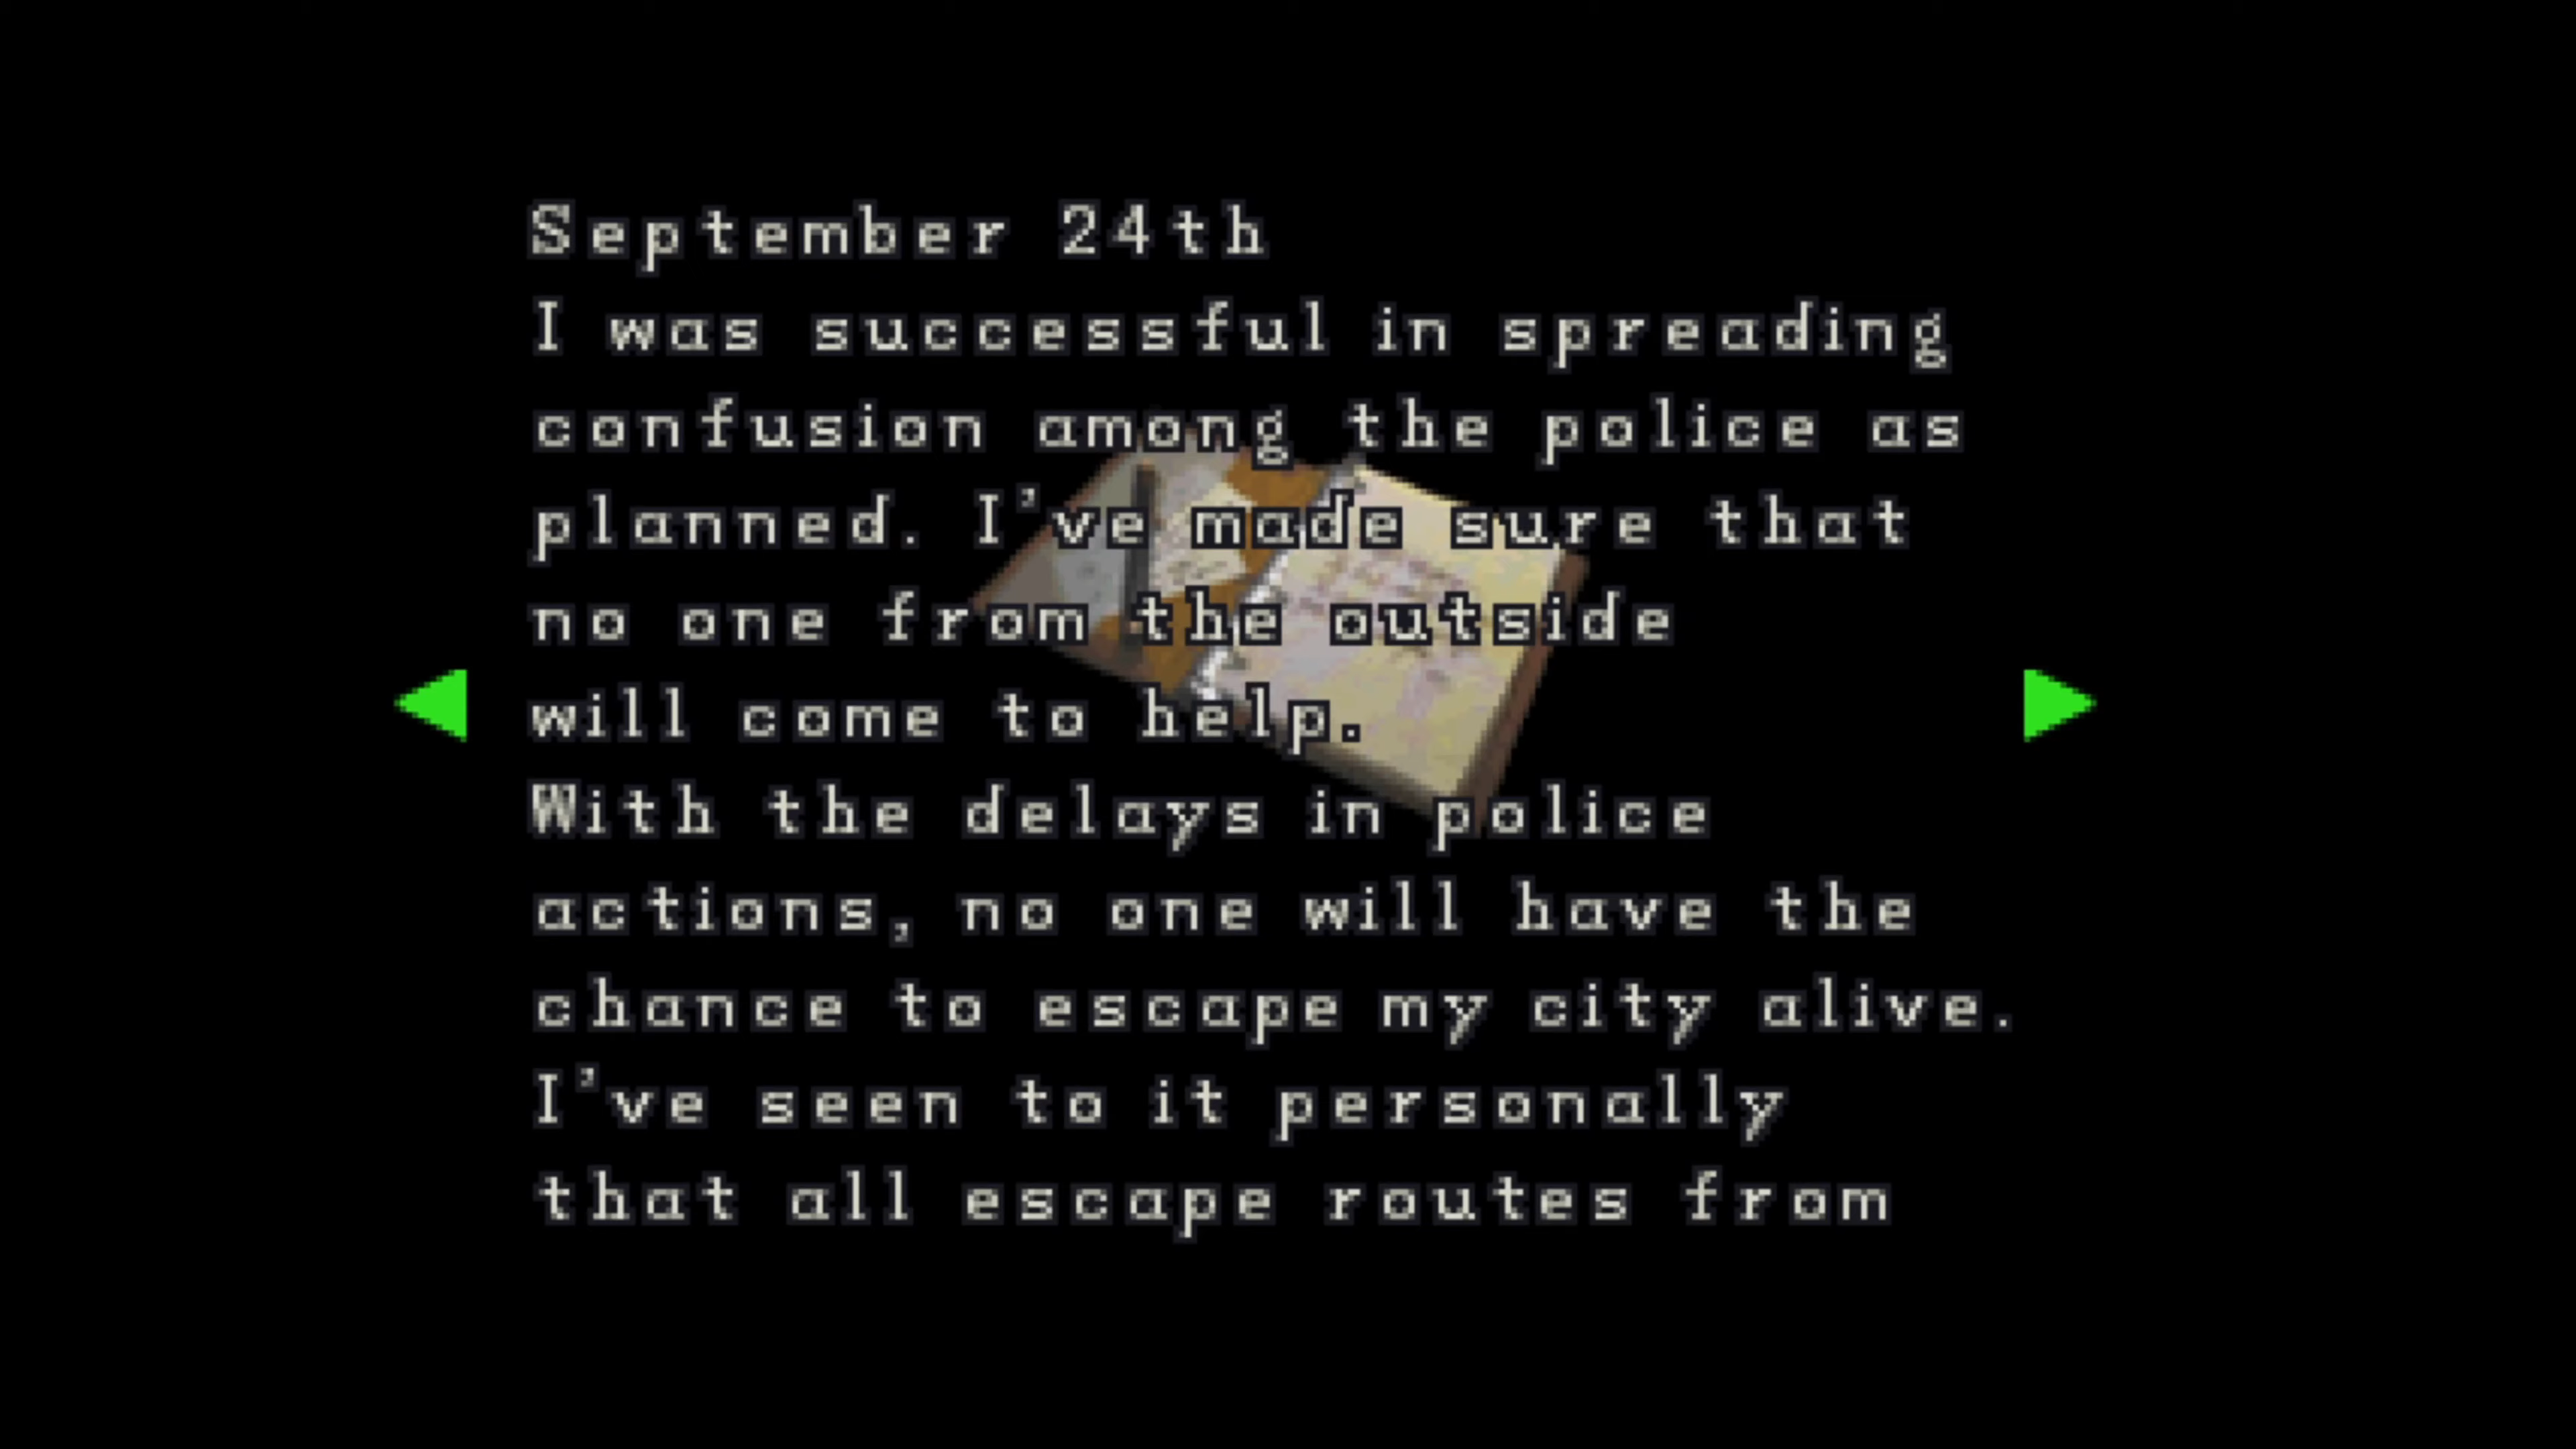 September 24th
I was successful in spreading
confusion among the police as
planned. I've made sure that
no one from the outside
will come to help.
With the delays in police
actions, no one will have the
chance to escape my city alive.
I've seen to it personally
that all escape routes from